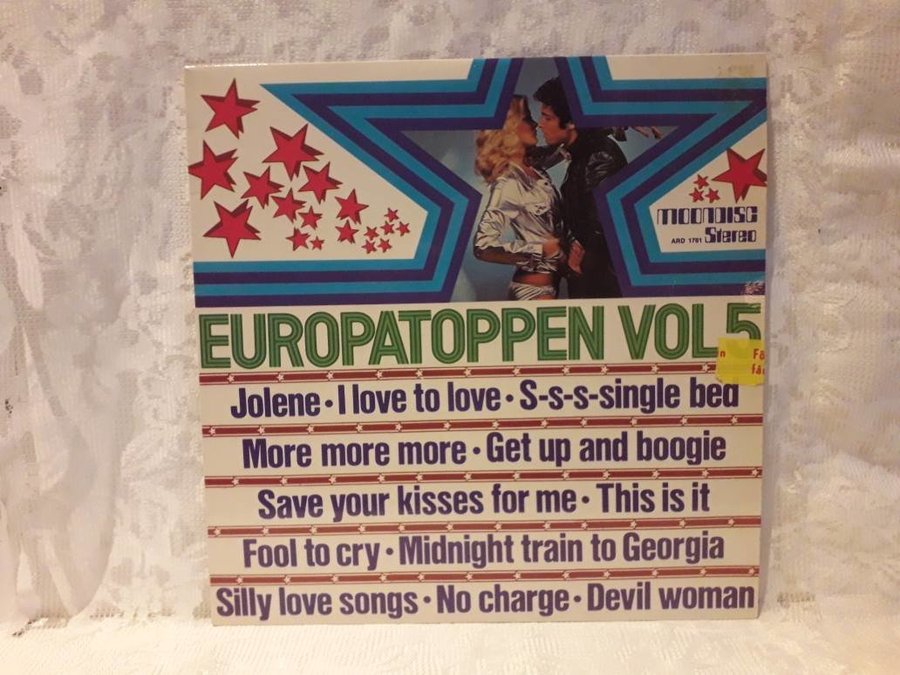 moondisc
ARD 1761 Stereo
EUROPATOPPEN VOL 5
Jolene • I love to love • S-s-s-single bed
More more more • Get up and boogie
Save your kisses for me • This is it
Fool to cry • Midnight train to Georgia
Silly love songs • No charge • Devil woman